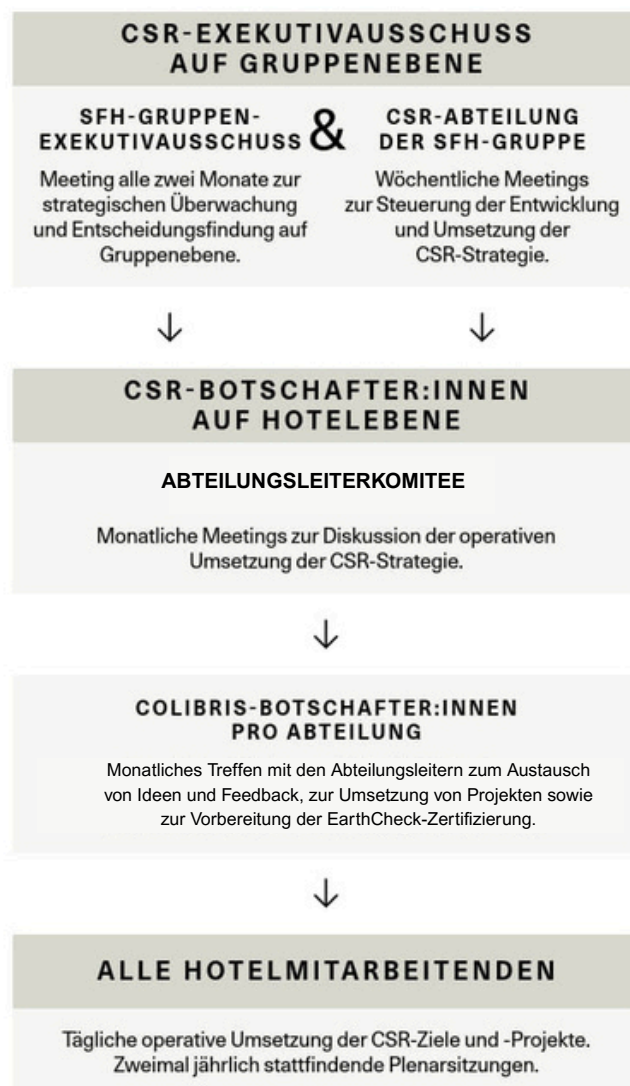 CSR-EXEKUTIVAUSSCHUSS
AUF GRUPPENEBENE
SFH-GRUPPEN-
EXEKUTIVAUSSCHUSS
Meeting alle zwei Monate zur
strategischen Überwachung
und Entscheidungsfindung auf
Gruppenebene.
&
CSR-ABTEILUNG
DER SFH-GRUPPE
Wöchentliche Meetings
zur Steuerung der Entwicklung
und Umsetzung der
CSR-Strategie.
CSR-BOTSCHAFTER:INNEN
AUF HOTELEBENE
ABTEILUNGSLEITERKOMITEE
Monatliche Meetings zur Diskussion der operativen
Umsetzung der CSR-Strategie.
COLIBRIS-BOTSCHAFTER:INNEN
PRO ABTEILUNG
Monatliches Treffen mit den Abteilungsleitern zum Austausch
von Ideen und Feedback, zur Umsetzung von Projekten sowie
zur Vorbereitung der EarthCheck-Zertifizierung.
ALLE HOTELMITARBEITENDEN
Tägliche operative Umsetzung der CSR-Ziele und -Projekte.
Zweimal jährlich stattfindende Plenarsitzungen.